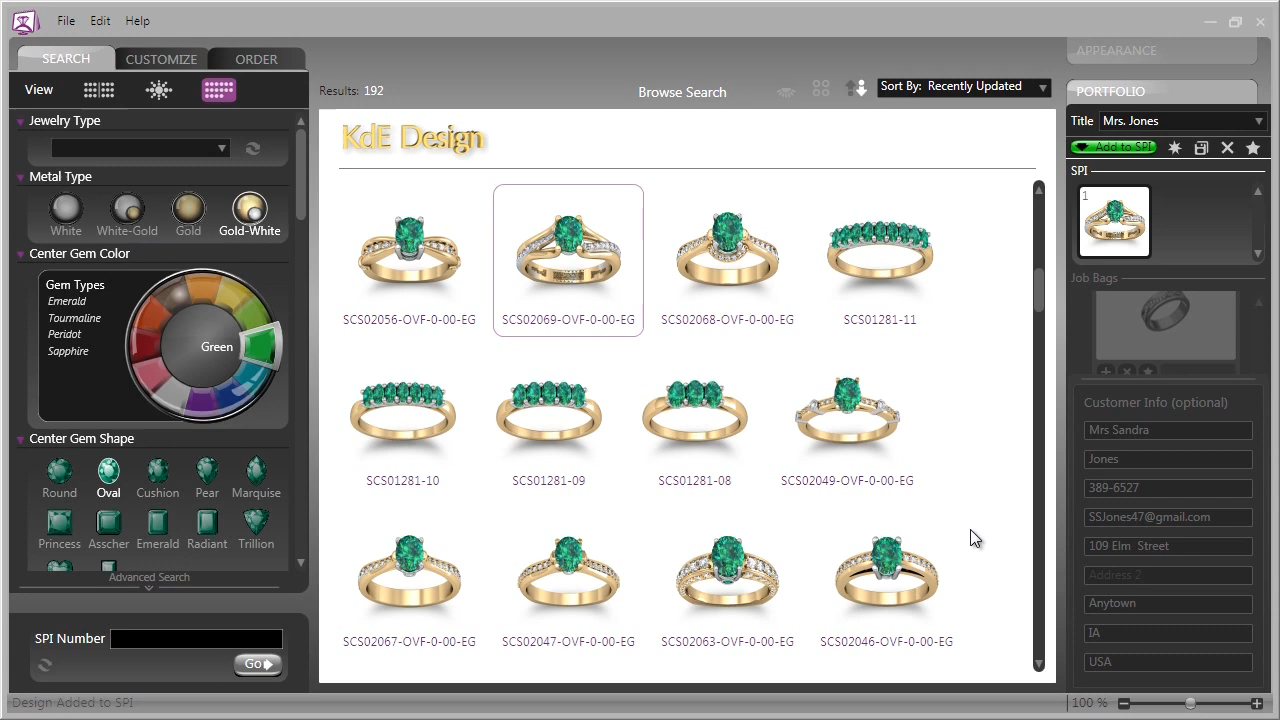 File Edit Help
SEARCH CUSTOMIZE ORDER
View
Jewelry Type
Metal Type
White White-Gold Gold Gold-White
Center Gem Color
Gem Types
Emerald
Tourmaline
Peridot
Sapphire
Green
Center Gem Shape
Round Oval Cushion Pear Marquise
Princess Asscher Emerald Radiant Trillion
Advanced Search
SPI Number
Go
Design Added to SPI
Results: 192 Browse Search Sort By: Recently Updated
KdE Design
SCS02056-OVF-0-00-EG SCS02069-OVF-0-00-EG SCS02068-OVF-0-00-EG SCS01281-11
SCS01281-10 SCS01281-09 SCS01281-08 SCS02049-OVF-0-00-EG
SCS02067-OVF-0-00-EG SCS02047-OVF-0-00-EG SCS02063-OVF-0-00-EG SCS02046-OVF-0-00-EG
APPEARANCE
PORTFOLIO
Title Mrs. Jones
Add to SPI
SPI
1
Job Bags
Customer Info (optional)
Mrs Sandra
Jones
389-6527
SSJones47@gmail.com
109 Elm Street
Address 2
Anytown
IA
USA
100 %